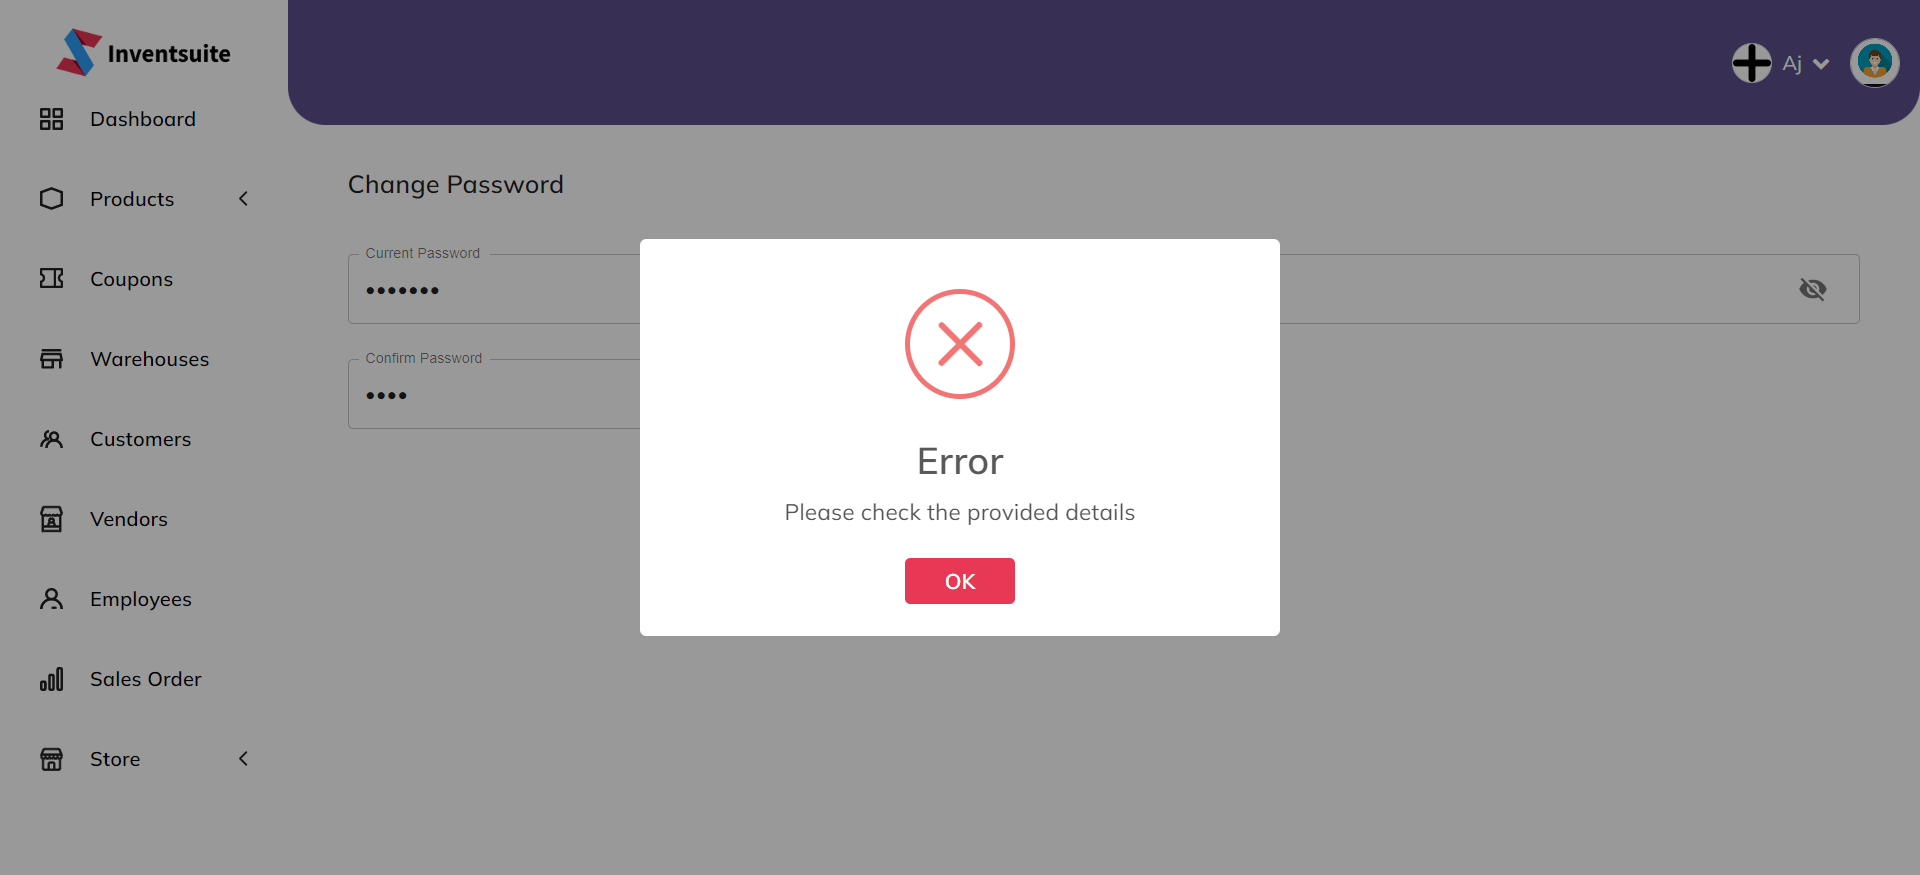 Inventsuite
Aj
Dashboard
Products
Coupons
Warehouses
Customers
Vendors
Employees
Sales Order
Store
Change Password
Current Password
•••••••
Confirm Password
••••
Error
Please check the provided details
OK